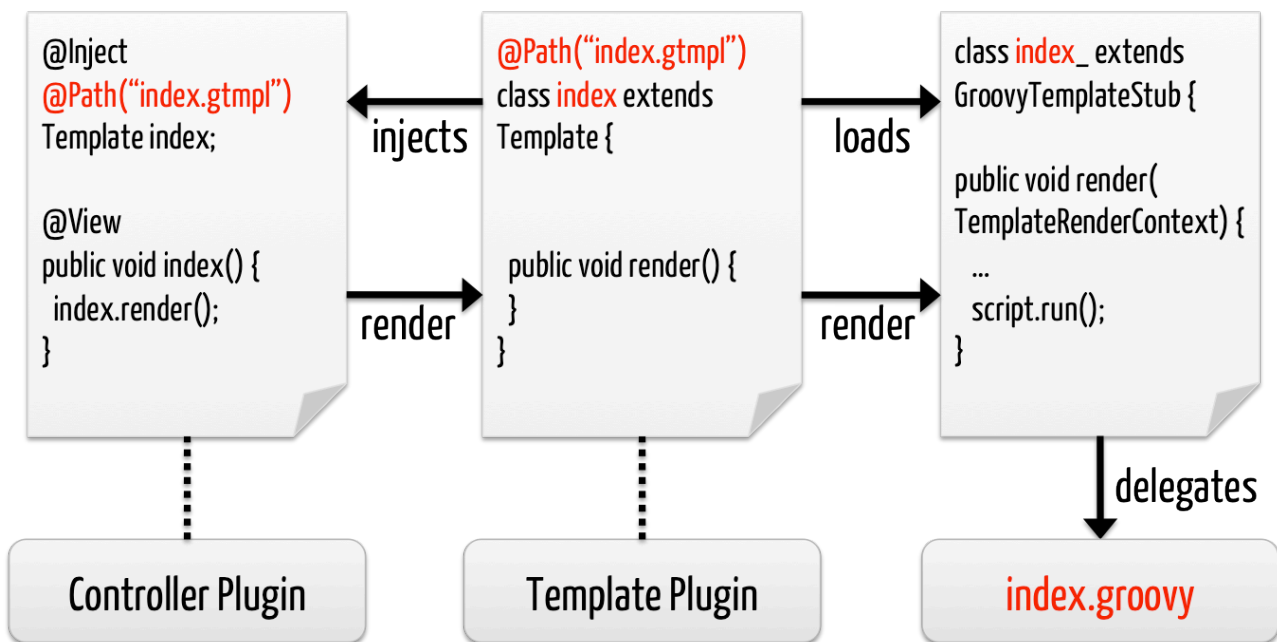 @Inject
@Path(“index.gtmpl”)
Template index;
@View
public void index() {
index.render();
}
injects
render
@Path(“index.gtmpl”)
class index extends
Template {
public void render() {
}
}
loads
render
class index_ extends
GroovyTemplateStub {
public void render(
TemplateRenderContext) {
...
script.run();
}
delegates
Controller Plugin
Template Plugin
index.groovy